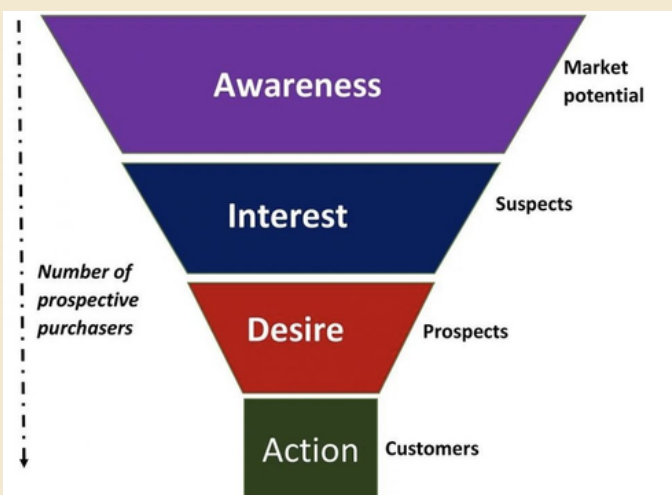 Awareness
Market
potential
Interest
Suspects
Number of
prospective
purchasers
Desire
Prospects
Action
Customers